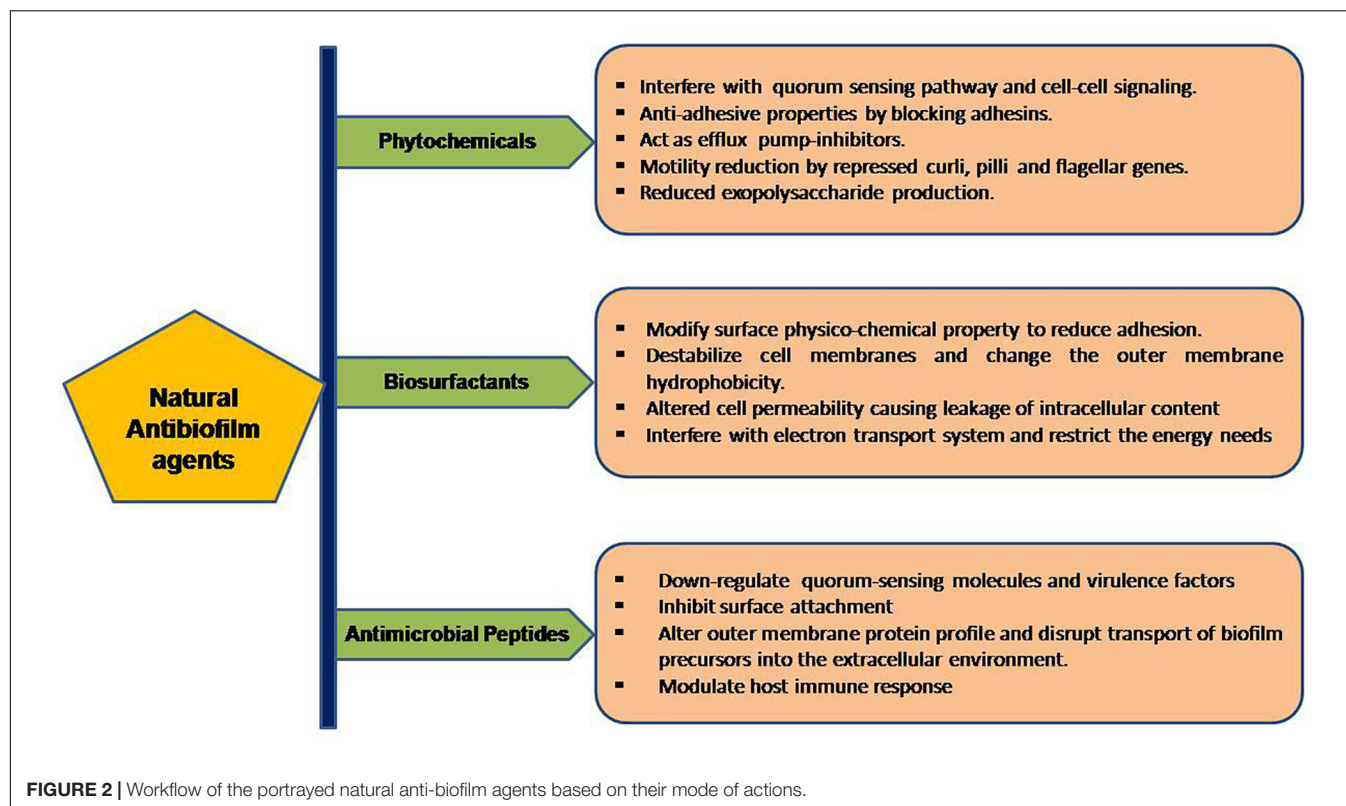 Phytochemicals
▪ Interfere with quorum sensing pathway and cell-cell signaling.
▪ Anti-adhesive properties by blocking adhesins.
▪ Act as efflux pump-inhibitors.
▪ Motility reduction by repressed curli, pilli and flagellar genes.
▪ Reduced exopolysaccharide production.
Natural
Antibiofilm
agents
Biosurfactants
▪ Modify surface physico-chemical property to reduce adhesion.
▪ Destabilize cell membranes and change the outer membrane
hydrophobicity.
▪ Altered cell permeability causing leakage of intracellular content
▪ Interfere with electron transport system and restrict the energy needs
Antimicrobial Peptides
▪ Down-regulate quorum-sensing molecules and virulence factors
▪ Inhibit surface attachment
▪ Alter outer membrane protein profile and disrupt transport of biofilm
precursors into the extracellular environment.
▪ Modulate host immune response
FIGURE 2 | Workflow of the portrayed natural anti-biofilm agents based on their mode of actions.